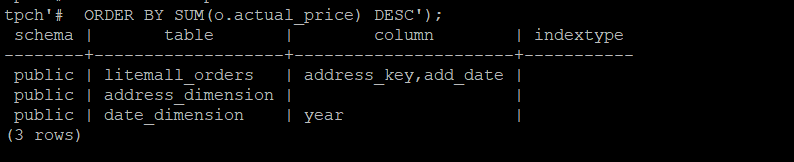 tpch'#  ORDER BY SUM(o.actual_price) DESC');
 schema |       table       |        column        | indextype
--------+-------------------+----------------------+-----------
 public | litemall_orders   | address_key,add_date |
 public | address_dimension |                      |
 public | date_dimension    | year                 |
(3 rows)